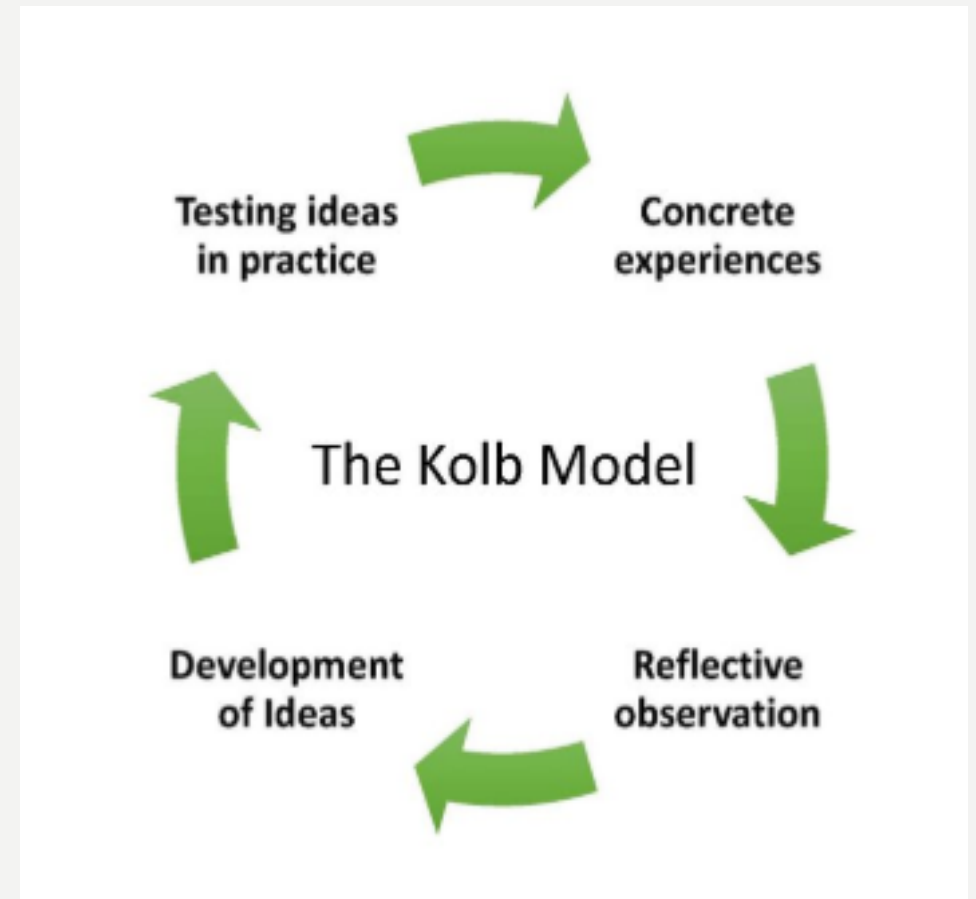 Testing ideas
in practice
Concrete
experiences
The Kolb Model
Development
of Ideas
Reflective
observation